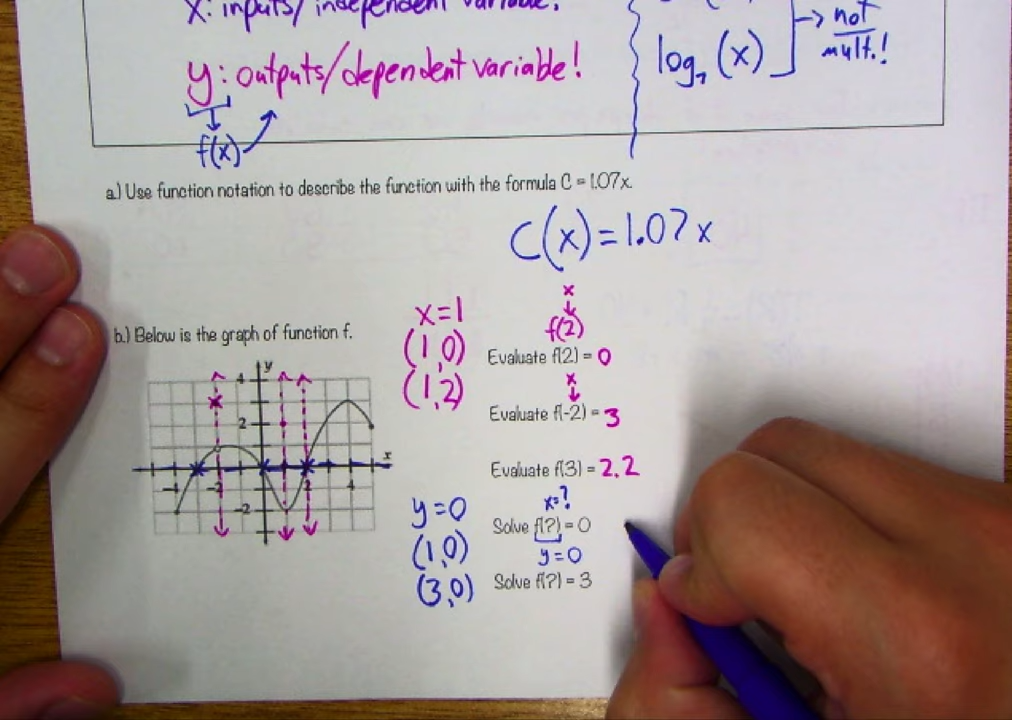 x: inputs/independent variable!
y: outputs/dependent variable!
f(x)
log₇(x)
→ not
mult.!
a.) Use function notation to describe the function with the formula C = 1.07x.
C(x)=1.07x
b.) Below is the graph of function f.
y
4
2
-4
-2
2
4
x
-2
x=1
(1,0)
(1,2)
x
f(2)
Evaluate f(2) = 0
x
Evaluate f(-2) = 3
Evaluate f(3) = 2.2
x=?
Solve f(?) = 0
y=0
Solve f(?) = 3
y=0
(1,0)
(3,0)